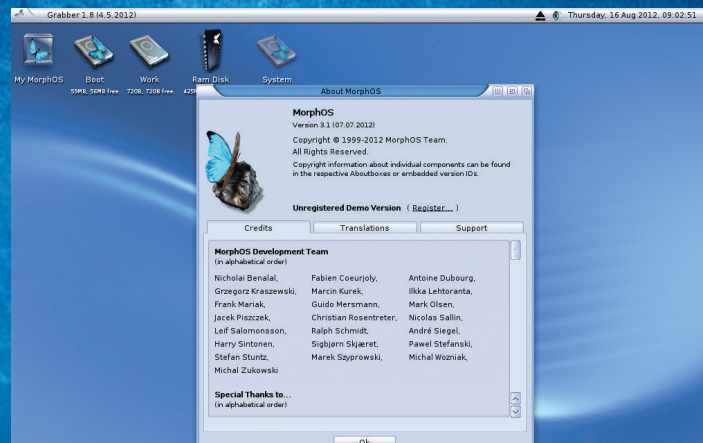 Grabber 1.8 (4.5.2012)
Thursday, 16 Aug 2012, 09:02:51
My MorphOS
Boot
Work
Ram Disk
System
59MB, 56MB free
720B, 720B free
About MorphOS
MorphOS
Version 3.1 (07.07.2012)
Copyright © 1999-2012 MorphOS Team.
All Rights Reserved.
Copyright information about individual components can be found
in the respective Aboutboxes or embedded version IDs.
Unregistered Demo Version ( Register... )
Credits
Translations
Support
MorphOS Development Team
(in alphabetical order)
Nicholai Benalal, Fabien Coeurjoly, Antoine Dubourg,
Grzegorz Kraszewski, Marcin Kurek, Ilkka Lehtoranta,
Frank Mariak, Guido Mersmann, Mark Olsen,
Jacek Piszczek, Christian Rosentreter, Nicolas Sallin,
Leif Salomonsson, Ralph Schmidt, André Siegel,
Harry Sintonen, Sigbjørn Skjæret, Pawel Stefanski,
Stefan Stuntz, Marek Szyprowski, Michal Wozniak,
Michal Zukowski
Special Thanks to...
(in alphabetical order)
Ok